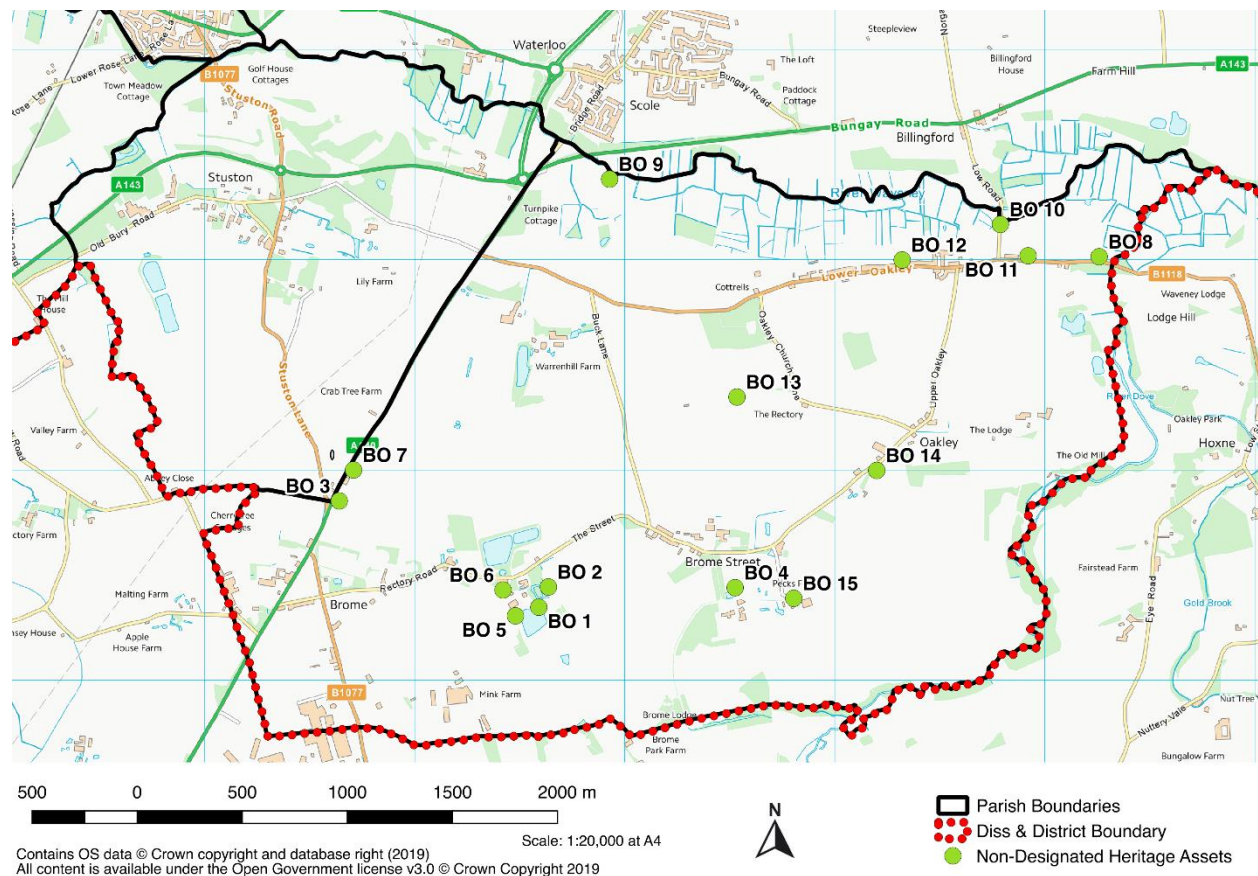 Waterloo
Steepleview
B1077
Golf House
Cottages
Lower Rose Lane
Rose La
Town Meadow
Cottage
Stuston Road
Bridge Road
Scole
Bungay Road
The Loft
Paddock
Cottage
Billingford
House
Farm Hill
A143
Bungay Road
Billingford
A143
Stuston
Old Bury Road
Turnpike
Cottage
BO 9
River Waveney
Low Road
BO 10
BO 12
BO 11
BO 8
B1118
Lower Oakley
Cottrells
Waveney Lodge
Lodge Hill
Lily Farm
Buck Lane
Warrenhill Farm
Oakley Church Lane
Upper Oakley
Stuston Lane
Crab Tree Farm
BO 13
The Rectory
River Dove
Oakley Park
Hoxne
Valley Farm
The Lodge
Oakley
The Old Mill
BO 7
BO 3
BO 14
Abbey Close
Cherrytree
Cottages
The Street
Brome Street
BO 6
BO 2
BO 4
BO 15
BO 5
BO 1
Rectory Road
Brome
Malting Farm
Apple
House Farm
Fairstead Farm
Eye Road
Gold Brook
B1077
Mink Farm
Brome Lodge
Brome
Park Farm
Nuttery Vale
Bungalow Farm
500 0 500 1000 1500 2000 m
Scale: 1:20,000 at A4
Contains OS data © Crown copyright and database right (2019)
All content is available under the Open Government license v3.0 © Crown Copyright 2019
N
Parish Boundaries
Diss & District Boundary
Non-Designated Heritage Assets